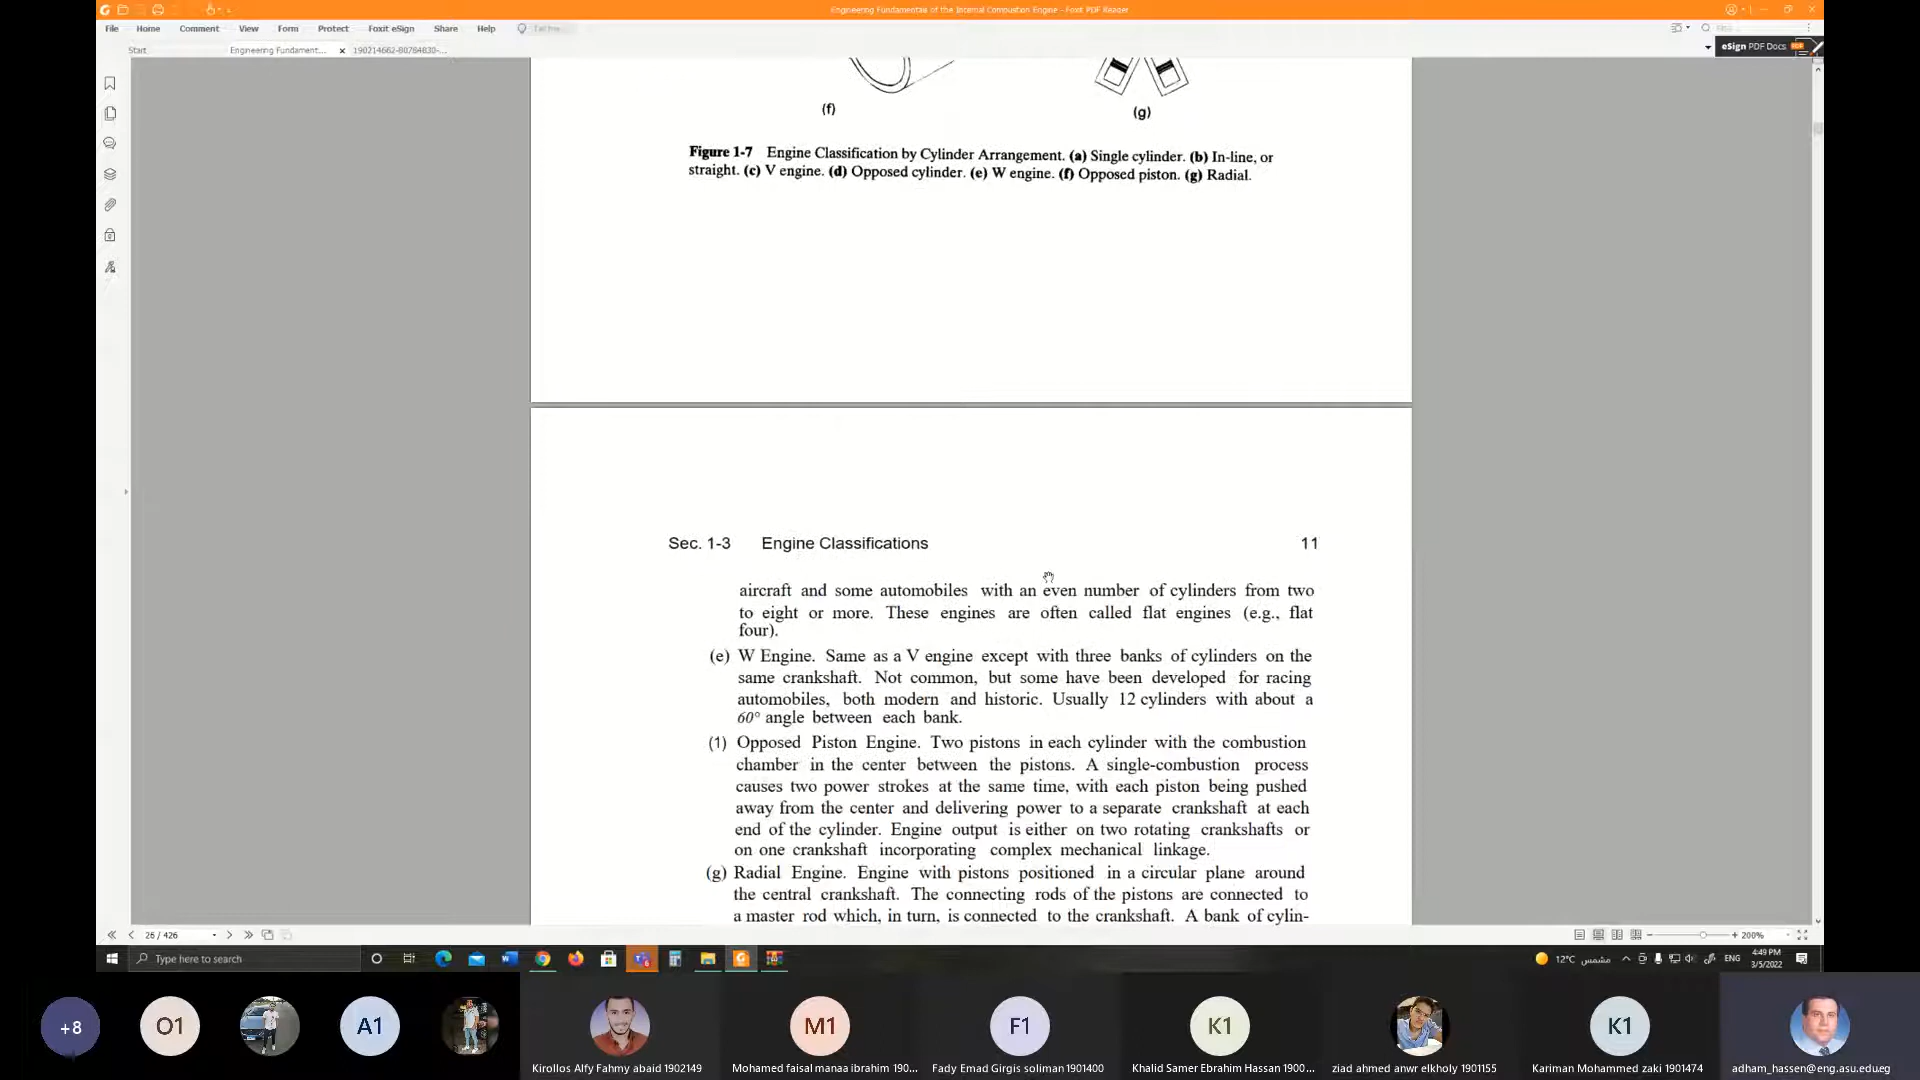 Engineering Fundamentals of the Internal Combustion Engine - Foxit PDF Reader
File Home Comment View Form Protect Foxit eSign Share Help
Start Engineering Fundament... 190214662-80784830-...
eSign PDF Docs
(f) (g)
Figure 1-7 Engine Classification by Cylinder Arrangement. (a) Single cylinder. (b) In-line, or
straight. (c) V engine. (d) Opposed cylinder. (e) W engine. (f) Opposed piston. (g) Radial.
Sec. 1-3 Engine Classifications 11
aircraft and some automobiles with an even number of cylinders from two
to eight or more. These engines are often called flat engines (e.g., flat
four).
(e) W Engine. Same as a V engine except with three banks of cylinders on the
same crankshaft. Not common, but some have been developed for racing
automobiles, both modern and historic. Usually 12 cylinders with about a
60° angle between each bank.
(1) Opposed Piston Engine. Two pistons in each cylinder with the combustion
chamber in the center between the pistons. A single-combustion process
causes two power strokes at the same time, with each piston being pushed
away from the center and delivering power to a separate crankshaft at each
end of the cylinder. Engine output is either on two rotating crankshafts or
on one crankshaft incorporating complex mechanical linkage.
(g) Radial Engine. Engine with pistons positioned in a circular plane around
the central crankshaft. The connecting rods of the pistons are connected to
a master rod which, in turn, is connected to the crankshaft. A bank of cylin-
26 / 426 200%
Type here to search 12°C مشمس ENG 4:49 PM
3/5/2022
+8 O1 A1 M1 F1 K1 K1
Kirollos Alfy Fahmy abaid 1902149 Mohamed faisal manaa ibrahim 190... Fady Emad Girgis soliman 1901400 Khalid Samer Ebrahim Hassan 1900... ziad ahmed anwr elkholy 1901155 Kariman Mohammed zaki 1901474 adham_hassen@eng.asu.edu.eg